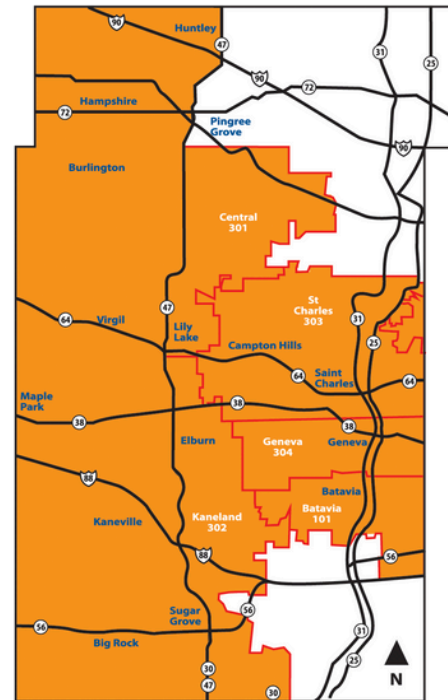 90
Huntley
47
31
25
90
72
Hampshire
72
Pingree
Grove
90
Burlington
Central
301
47
St
Charles
303
64
Virgil
Lily
Lake
31
25
Campton Hills
64
Saint
Charles
64
Maple
Park
38
38
38
Elburn
Geneva
304
Geneva
88
Batavia
Kaneville
Kaneland
302
Batavia
101
88
56
Sugar
Grove
56
56
Big Rock
31
25
N
30
47
30